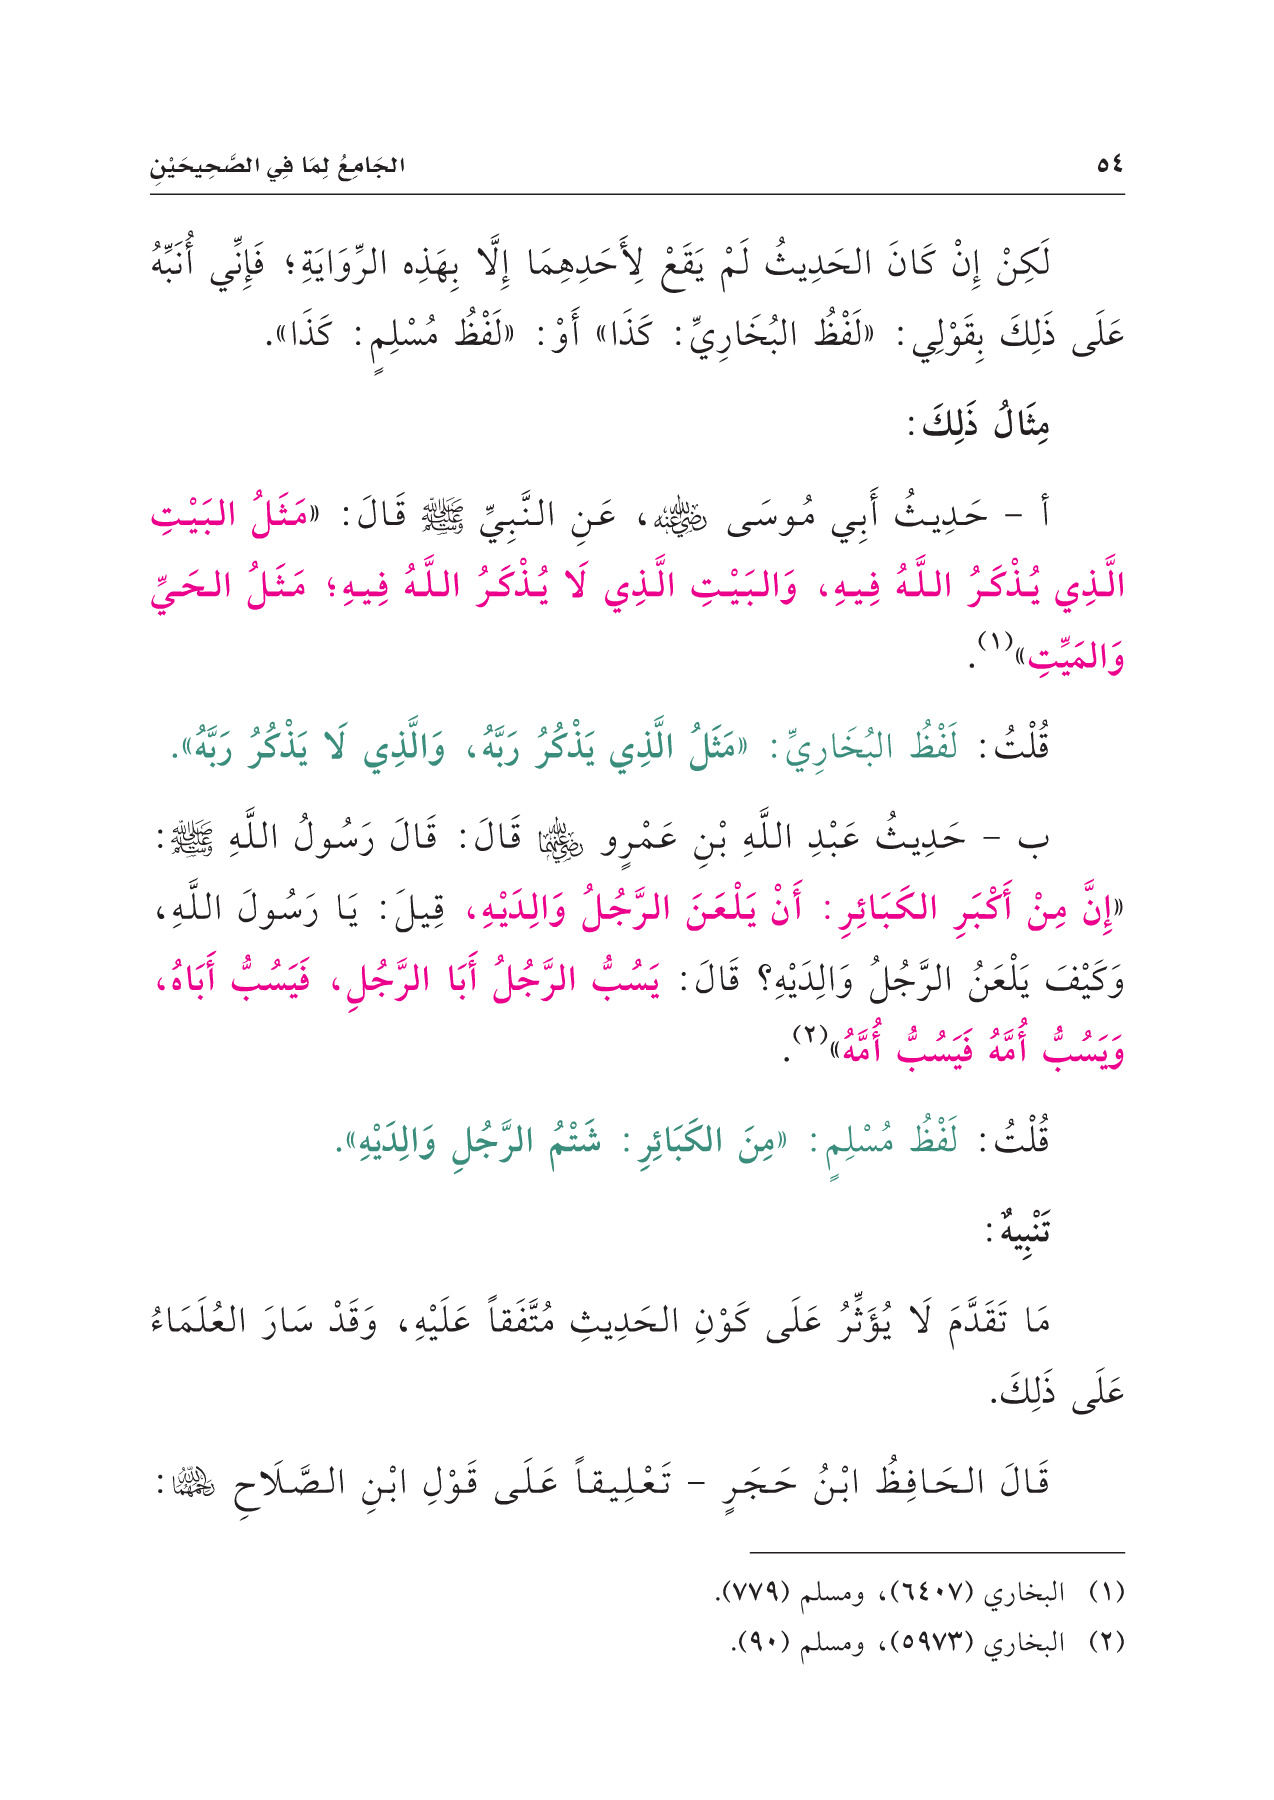 ٥٤ الجَامِعُ لِمَا فِي الصَّحِيحَيْنِ
لَكِنْ إِنْ كَانَ الحَدِيثُ لَمْ يَقَعْ لِأَحَدِهِمَا إِلَّا بِهَذِه الرِّوَايَةِ؛ فَإِنِّي أُنَبِّهُ
عَلَى ذَلِكَ بِقَوْلِي: «لَفْظُ البُخَارِيِّ: كَذَا» أَوْ: «لَفْظُ مُسْلِمٍ: كَذَا».
مِثَالُ ذَلِكَ:
أ - حَدِيثُ أَبِي مُوسَى رضي الله عنه، عَنِ النَّبِيِّ ﷺ قَالَ: «مَثَلُ البَيْتِ
الَّذِي يُذْكَرُ اللَّهُ فِيهِ، وَالبَيْتِ الَّذِي لَا يُذْكَرُ اللَّهُ فِيهِ؛ مَثَلُ الحَيِّ
وَالمَيِّتِ»(١).
قُلْتُ: لَفْظُ البُخَارِيِّ: «مَثَلُ الَّذِي يَذْكُرُ رَبَّهُ، وَالَّذِي لَا يَذْكُرُ رَبَّهُ».
ب - حَدِيثُ عَبْدِ اللَّهِ بْنِ عَمْرٍو رضي الله عنهما قَالَ: قَالَ رَسُولُ اللَّهِ ﷺ:
«إِنَّ مِنْ أَكْبَرِ الكَبَائِرِ: أَنْ يَلْعَنَ الرَّجُلُ وَالِدَيْهِ، قِيلَ: يَا رَسُولَ اللَّهِ،
وَكَيْفَ يَلْعَنُ الرَّجُلُ وَالِدَيْهِ؟ قَالَ: يَسُبُّ الرَّجُلُ أَبَا الرَّجُلِ، فَيَسُبُّ أَبَاهُ،
وَيَسُبُّ أُمَّهُ فَيَسُبُّ أُمَّهُ»(٢).
قُلْتُ: لَفْظُ مُسْلِمٍ: «مِنَ الكَبَائِرِ: شَتْمُ الرَّجُلِ وَالِدَيْهِ».
تَنْبِيهٌ:
مَا تَقَدَّمَ لَا يُؤَثِّرُ عَلَى كَوْنِ الحَدِيثِ مُتَّفَقاً عَلَيْهِ، وَقَدْ سَارَ العُلَمَاءُ
عَلَى ذَلِكَ.
قَالَ الحَافِظُ ابْنُ حَجَرٍ - تَعْلِيقاً عَلَى قَوْلِ ابْنِ الصَّلَاحِ رحمهما الله:
(١) البخاري (٦٤٠٧)، ومسلم (٧٧٩).
(٢) البخاري (٥٩٧٣)، ومسلم (٩٠).